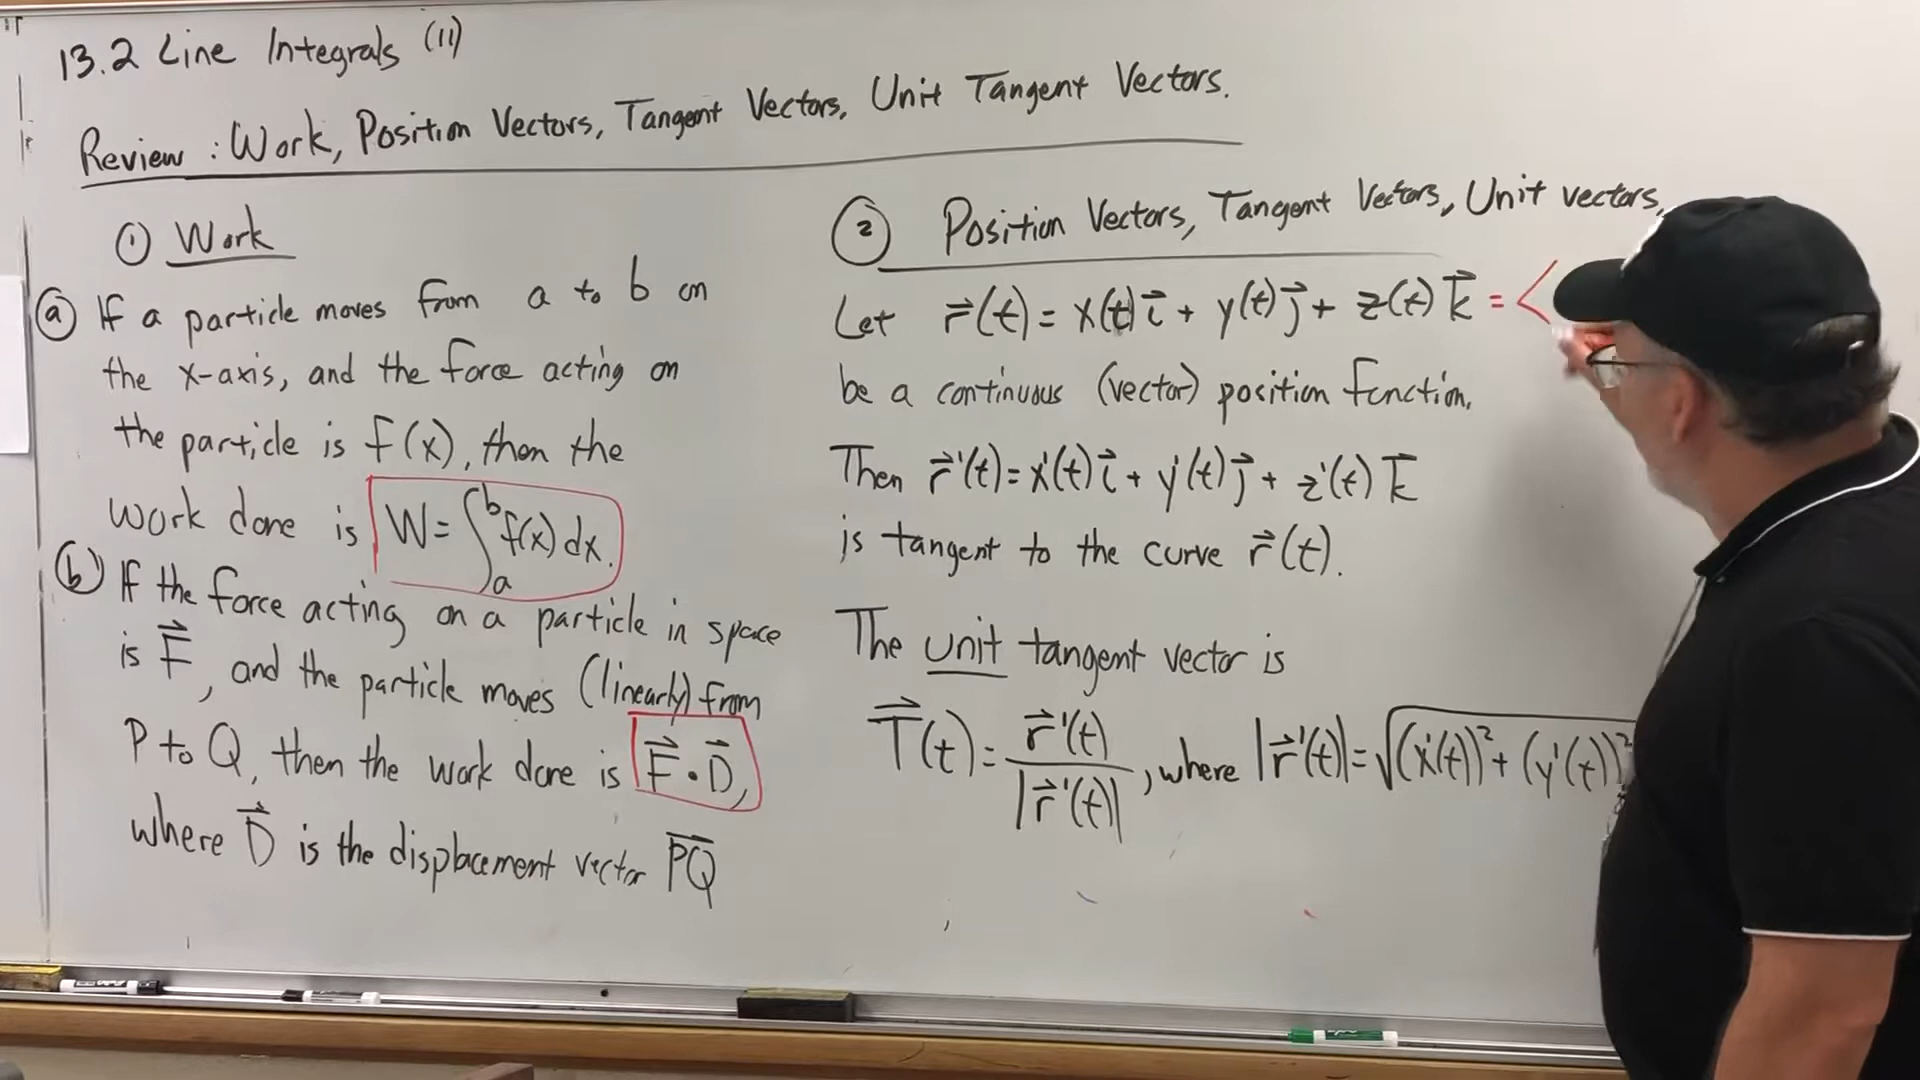 13.2 Line Integrals (11)
Review: Work, Position Vectors, Tangent Vectors, Unit Tangent Vectors.
① Work
ⓐ If a particle moves from a to b on
the x-axis, and the force acting on
the particle is f(x), then the
work done is W = ∫_a^b f(x) dx.
ⓑ If the force acting on a particle in space
is F⃗, and the particle moves (linearly) from
P to Q, then the work done is F⃗ • D⃗,
where D⃗ is the displacement vector PQ⃗
② Position Vectors, Tangent Vectors, Unit vectors,
Let r⃗(t) = x(t) i⃗ + y(t) j⃗ + z(t) k⃗ = <
be a continuous (vector) position function.
Then r⃗'(t) = x'(t) i⃗ + y'(t) j⃗ + z'(t) k⃗
is tangent to the curve r⃗(t).
The unit tangent vector is
T⃗(t) = r⃗'(t) / |r⃗'(t)|, where |r⃗'(t)| = √((x'(t))² + (y'(t))²